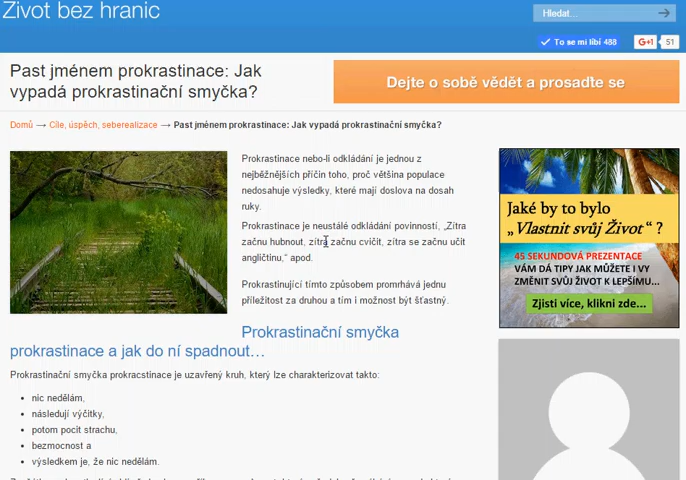 Život bez hranic
Hledat...
To se mi líbí 488
G+1 51
Past jménem prokrastinace: Jak
vypadá prokrastinační smyčka?
Dejte o sobě vědět a prosaďte se
Domů → Cíle, úspěch, seberealizace → Past jménem prokrastinace: Jak vypadá prokrastinační smyčka?
Prokrastinace nebo-li odkládání je jednou z
nejběžnějších příčin toho, proč většina populace
nedosahuje výsledky, které mají doslova na dosah
ruky.
Prokrastinace je neustálé odkládání povinností, „Zítra
začnu hubnout, zítra začnu cvičit, zítra se začnu učit
angličtinu,“ apod.
Prokrastinující tímto způsobem promrhává jednu
příležitost za druhou a tím i možnost být šťastný.
Jaké by to bylo
„Vlastnit svůj Život“ ?
45 SEKUNDOVÁ PREZENTACE
VÁM DÁ TIPY JAK MŮŽETE I VY
ZMĚNIT SVŮJ ŽIVOT K LEPŠÍMU...
Zjisti více, klikni zde...
Prokrastinační smyčka
prokrastinace a jak do ní spadnout…
Prokrastinační smyčka prokracstinace je uzavřený kruh, který lze charakterizovat takto:
nic nedělám,
následují výčitky,
potom pocit strachu,
bezmocnost a
výsledkem je, že nic nedělám.